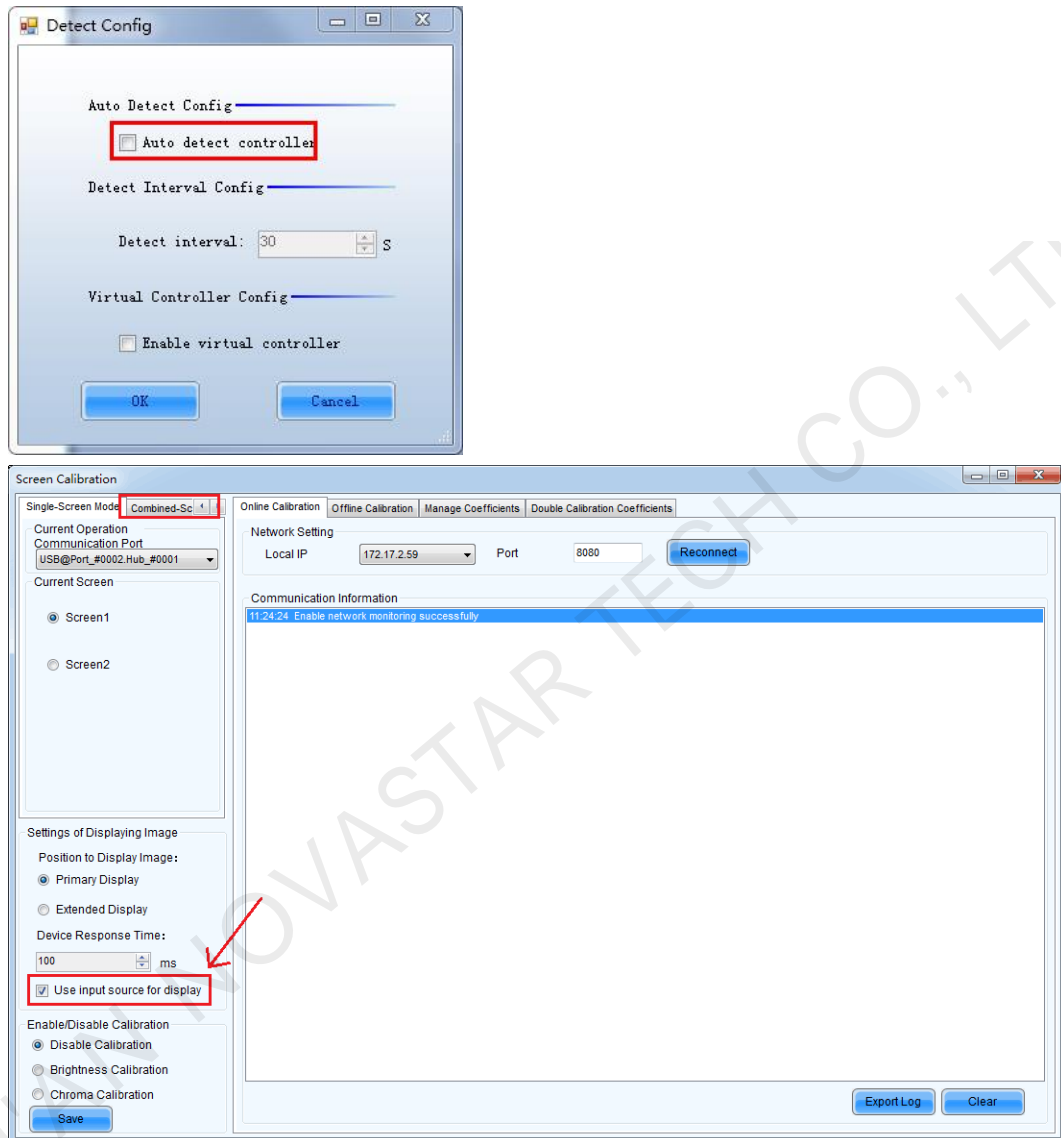 Detect Config
Auto Detect Config
Auto detect controller
Detect Interval Config
Detect interval: 30 S
Virtual Controller Config
Enable virtual controller
OK Cancel
Screen Calibration
Single-Screen Mode Combined-Sc
Current Operation
Communication Port
USB@Port_#0002.Hub_#0001
Current Screen
Screen1
Screen2
Settings of Displaying Image
Position to Display Image:
Primary Display
Extended Display
Device Response Time:
100 ms
Use input source for display
Enable/Disable Calibration
Disable Calibration
Brightness Calibration
Chroma Calibration
Save
Online Calibration Offline Calibration Manage Coefficients Double Calibration Coefficients
Network Setting
Local IP 172.17.2.59 Port 8080 Reconnect
Communication Information
11:24:24 Enable network monitoring successfully
Export Log Clear
NOVASTAR TECH CO.,